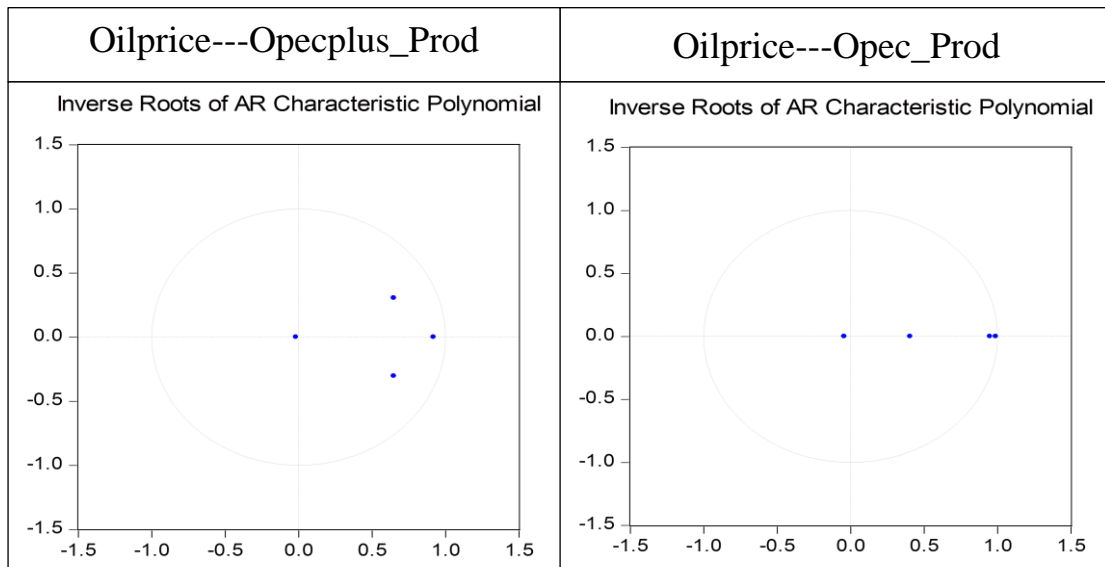 Oilprice---Opecplus_Prod
Oilprice---Opec_Prod
Inverse Roots of AR Characteristic Polynomial
1.5
1.0
0.5
0.0
-0.5
-1.0
-1.5
-1.5 -1.0 -0.5 0.0 0.5 1.0 1.5
Inverse Roots of AR Characteristic Polynomial
1.5
1.0
0.5
0.0
-0.5
-1.0
-1.5
-1.5 -1.0 -0.5 0.0 0.5 1.0 1.5